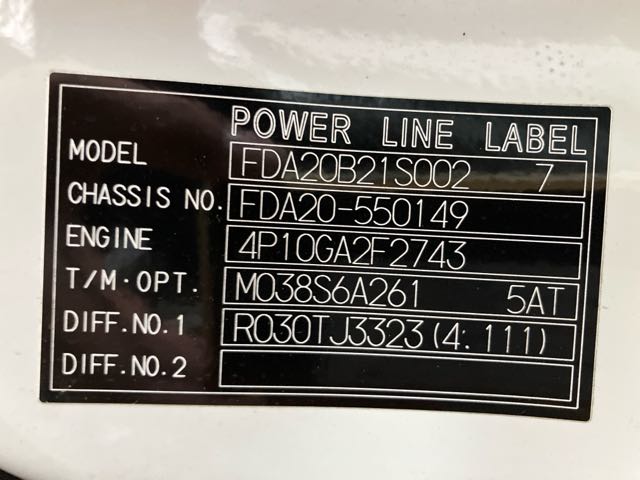 POWER LINE LABEL
MODEL FDA20B21S002 7
CHASSIS NO. FDA20-550149
ENGINE 4P10GA2F2743
T/M·OPT. M038S6A261 5AT
DIFF.NO.1 R030TJ3323(4:111)
DIFF.NO.2